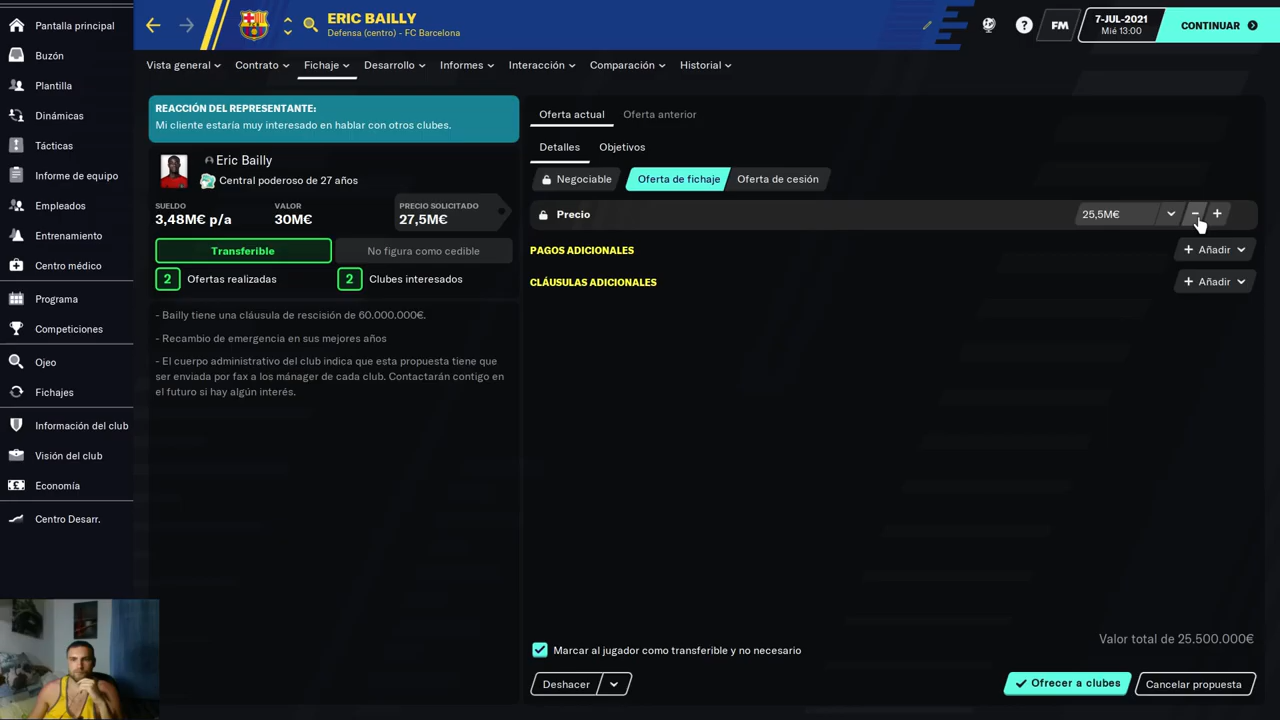 Pantalla principal
Buzón
Plantilla
Dinámicas
Tácticas
Informe de equipo
Empleados
Entrenamiento
Centro médico
Programa
Competiciones
Ojeo
Fichajes
Información del club
Visión del club
Economía
Centro Desarr.
ERIC BAILLY
Defensa (centro) - FC Barcelona
FM
7-JUL-2021
Mié 13:00
CONTINUAR
Vista general Contrato Fichaje Desarrollo Informes Interacción Comparación Historial
REACCIÓN DEL REPRESENTANTE:
Mi cliente estaría muy interesado en hablar con otros clubes.
Eric Bailly
Central poderoso de 27 años
SUELDO VALOR PRECIO SOLICITADO
3,48M€ p/a 30M€ 27,5M€
Transferible No figura como cedible
2 Ofertas realizadas 2 Clubes interesados
- Bailly tiene una cláusula de rescisión de 60.000.000€.
- Recambio de emergencia en sus mejores años
- El cuerpo administrativo del club indica que esta propuesta tiene que
ser enviada por fax a los mánager de cada club. Contactarán contigo en
el futuro si hay algún interés.
Oferta actual Oferta anterior
Detalles Objetivos
Negociable Oferta de fichaje Oferta de cesión
Precio 25,5M€ - +
PAGOS ADICIONALES + Añadir
CLÁUSULAS ADICIONALES + Añadir
Valor total de 25.500.000€
Marcar al jugador como transferible y no necesario
Deshacer Ofrecer a clubes Cancelar propuesta